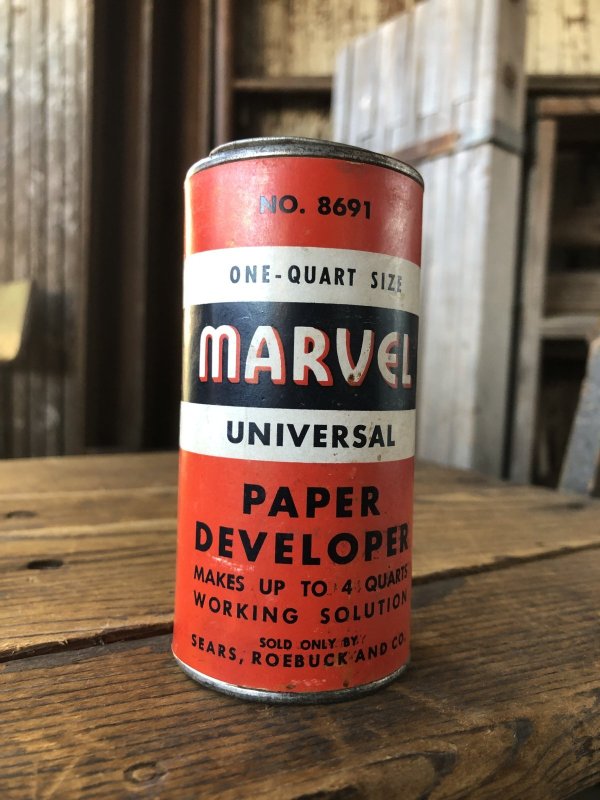 NO. 8691
ONE-QUART SIZE
MARVEL
UNIVERSAL
PAPER
DEVELOPER
MAKES UP TO 4 QUARTS
WORKING SOLUTION
SOLD ONLY BY
SEARS, ROEBUCK AND CO.